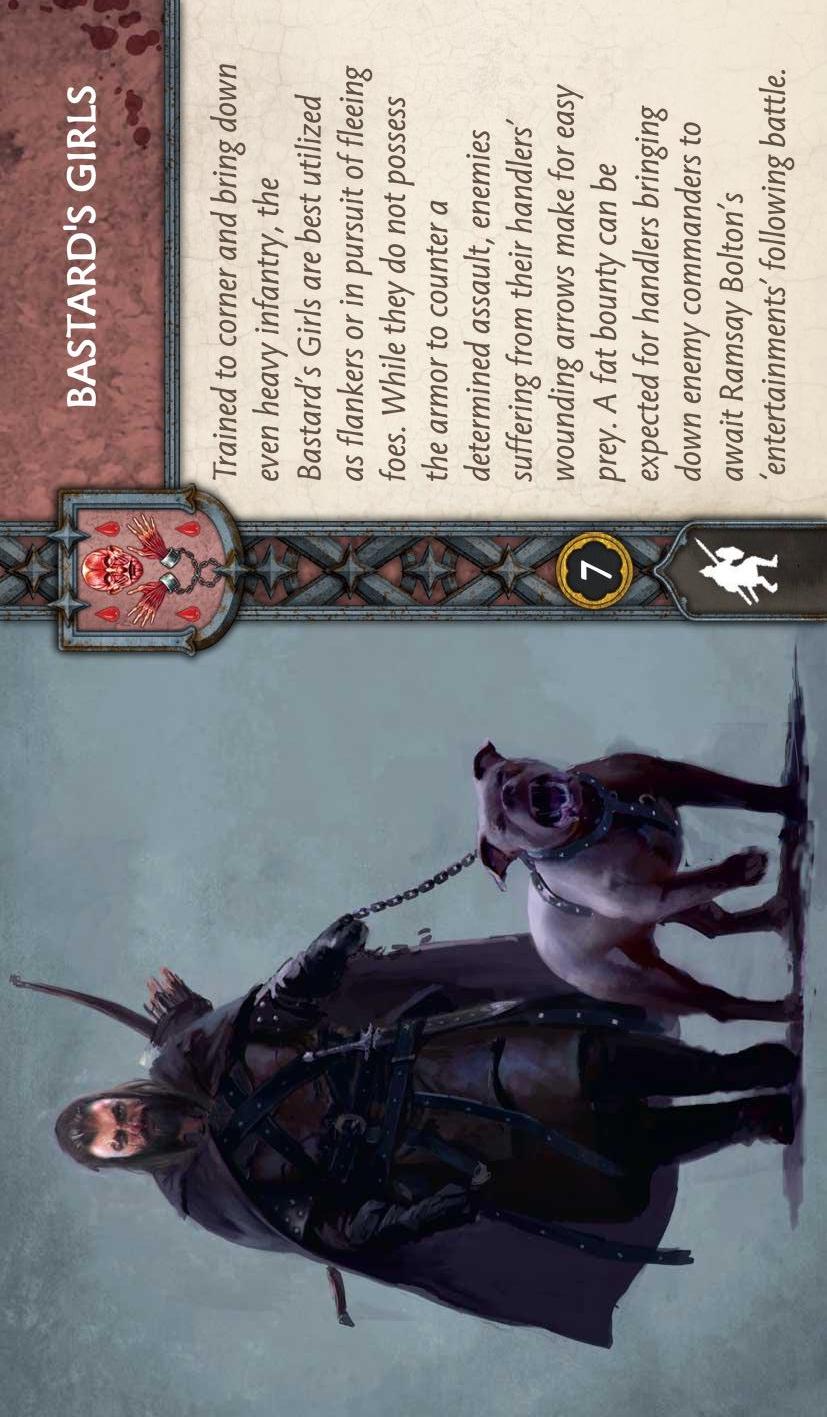 BASTARD'S GIRLS
Trained to corner and bring down
even heavy infantry, the
Bastard's Girls are best utilized
as flankers or in pursuit of fleeing
foes. While they do not possess
the armor to counter a
determined assault, enemies
suffering from their handlers'
wounding arrows make for easy
prey. A fat bounty can be
expected for handlers bringing
down enemy commanders to
await Ramsay Bolton's
'entertainments' following battle.
7